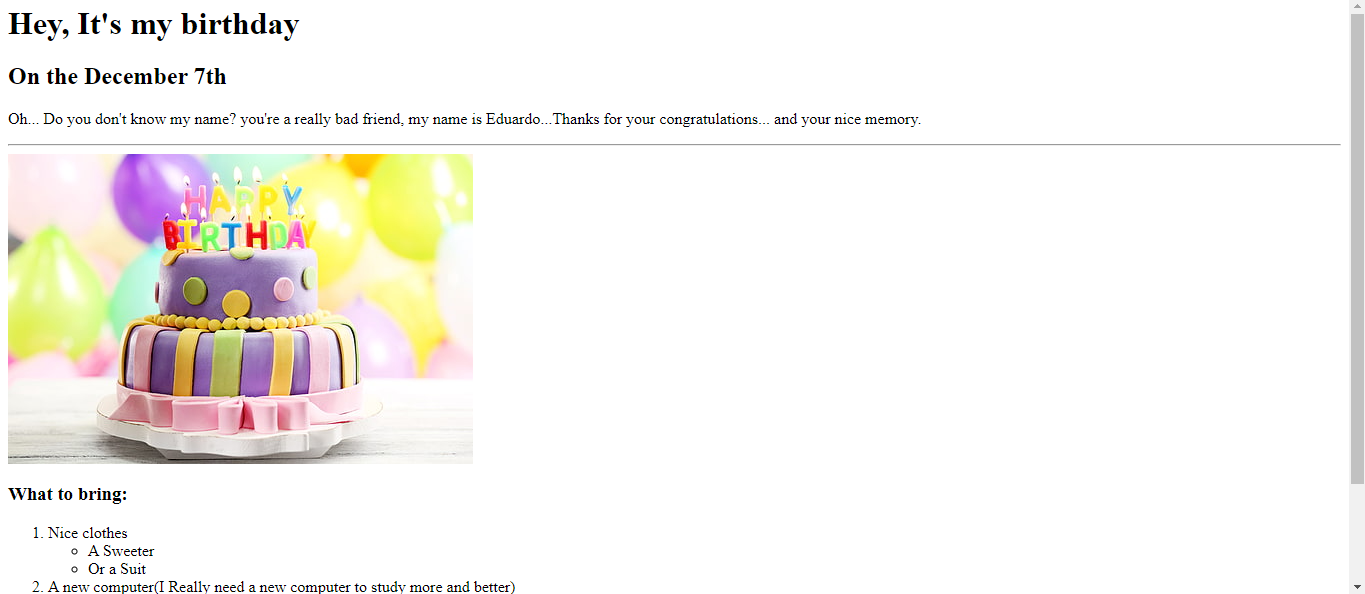 Hey, It's my birthday
On the December 7th
Oh... Do you don't know my name? you're a really bad friend, my name is Eduardo...Thanks for your congratulations... and your nice memory.
HAPPY
BIRTHDAY
What to bring:
1. Nice clothes
A Sweeter
Or a Suit
2. A new computer(I Really need a new computer to study more and better)